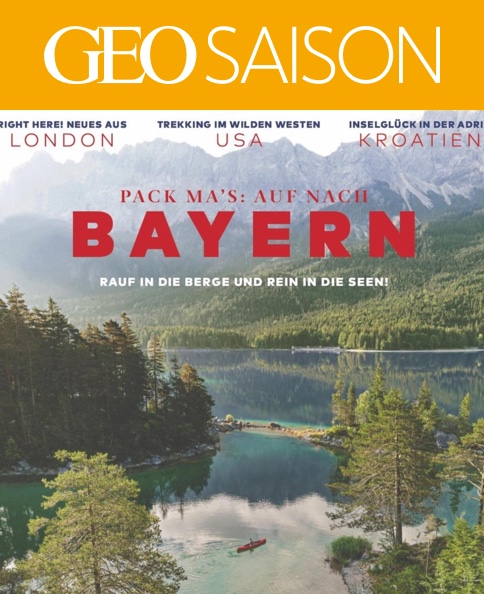 GEO SAISON
RIGHT HERE! NEUES AUS
LONDON
TREKKING IM WILDEN WESTEN
USA
INSELGLÜCK IN DER ADRI
KROATIEN
PACK MA'S: AUF NACH
BAYERN
RAUF IN DIE BERGE UND REIN IN DIE SEEN!